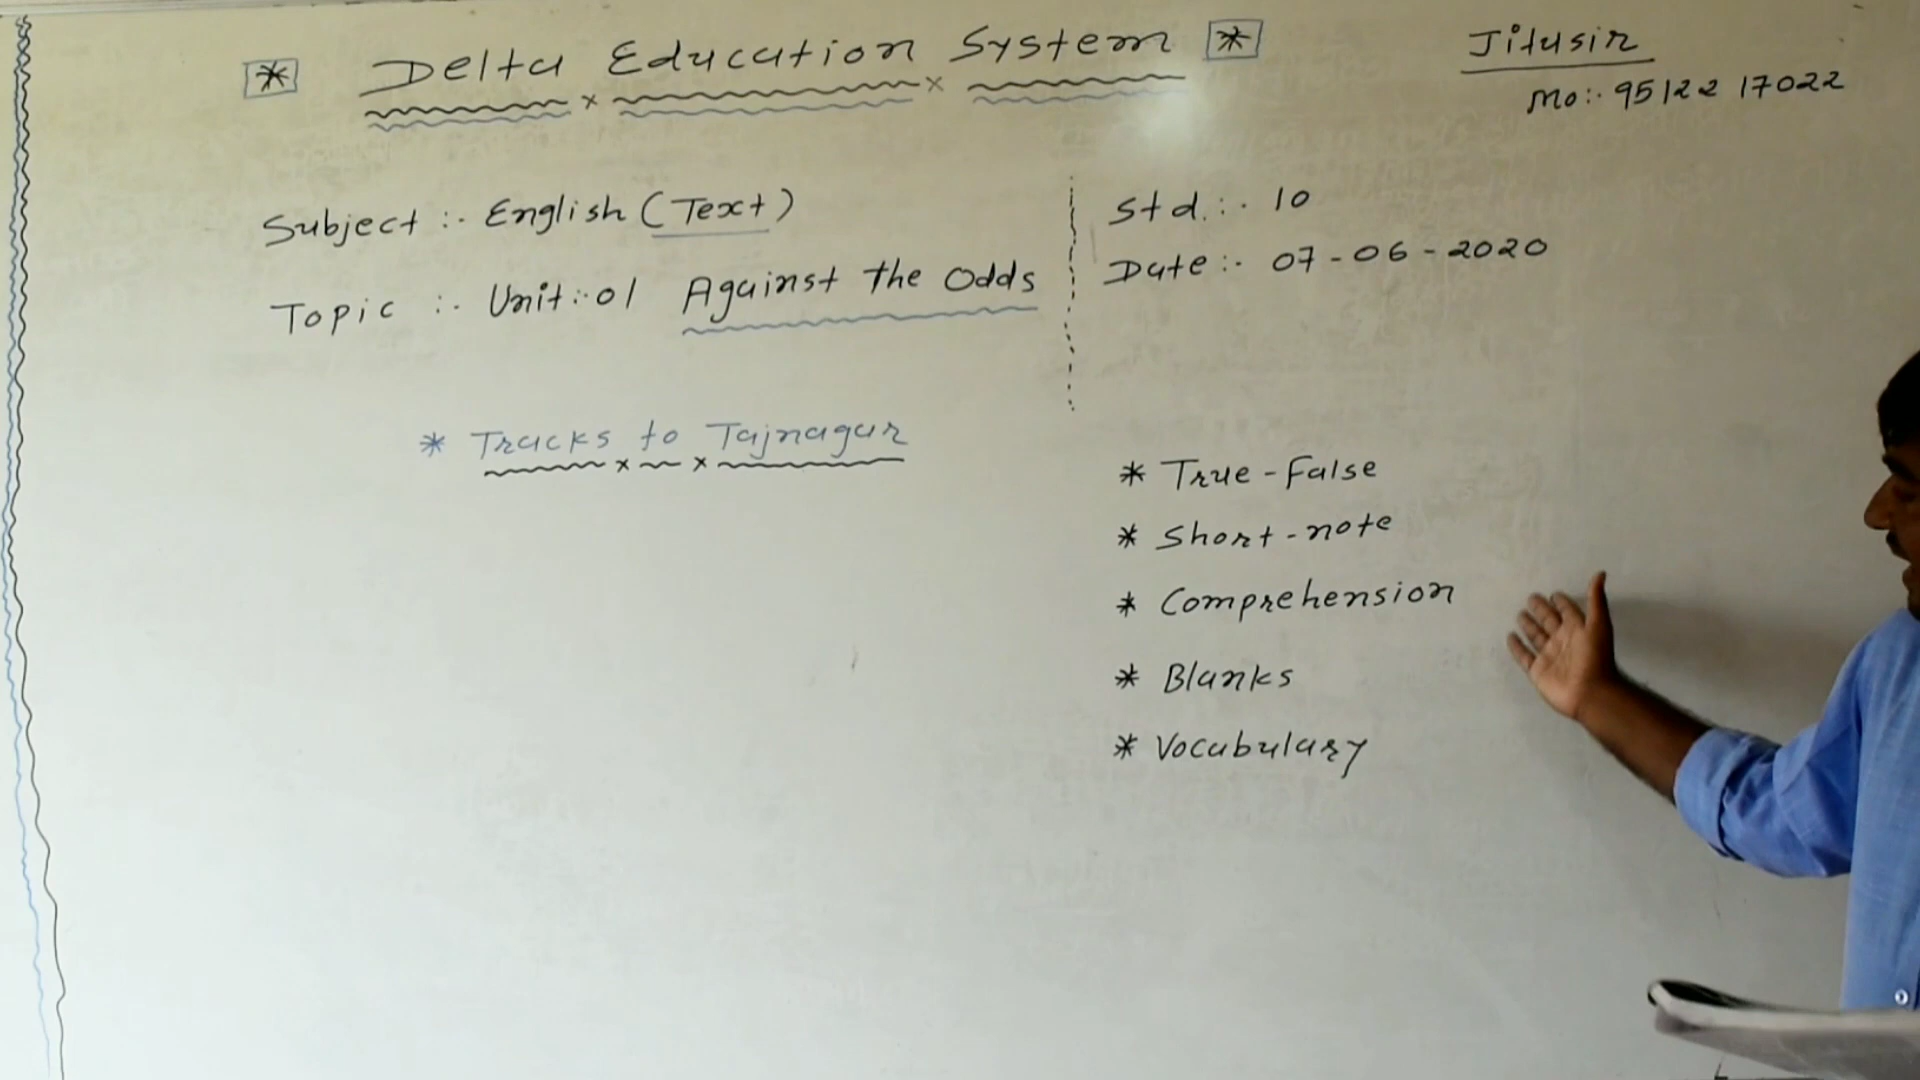 * Delta Education System *
Jitusir
Mo:- 95122 17022
Subject :- English (Text)
Topic :- Unit:-01 Against the Odds
Std. :- 10
Date :- 07-06-2020
* Tracks to Tajnagar
* True-False
* Short-note
* Comprehension
* Blanks
* Vocabulary